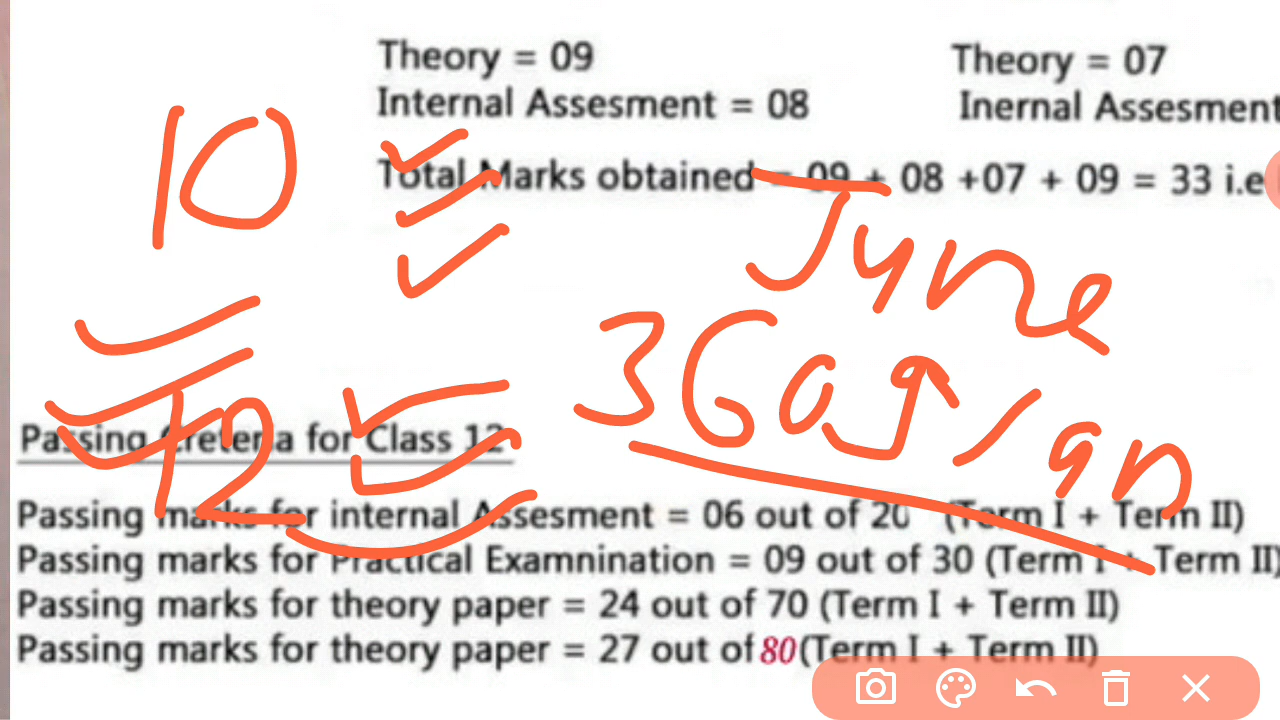 Theory = 09
Theory = 07
Internal Assesment = 08
Inernal Assesment
Total Marks obtained = 09 + 08 +07 + 09 = 33 i.e
10
June
Passing Creteria for Class 12
12
Passing marks for internal Assesment = 06 out of 20 (Term I + Term II)
Passing marks for Practical Examnination = 09 out of 30 (Term I + Term II)
Passing marks for theory paper = 24 out of 70 (Term I + Term II)
Passing marks for theory paper = 27 out of 80(Term I + Term II)